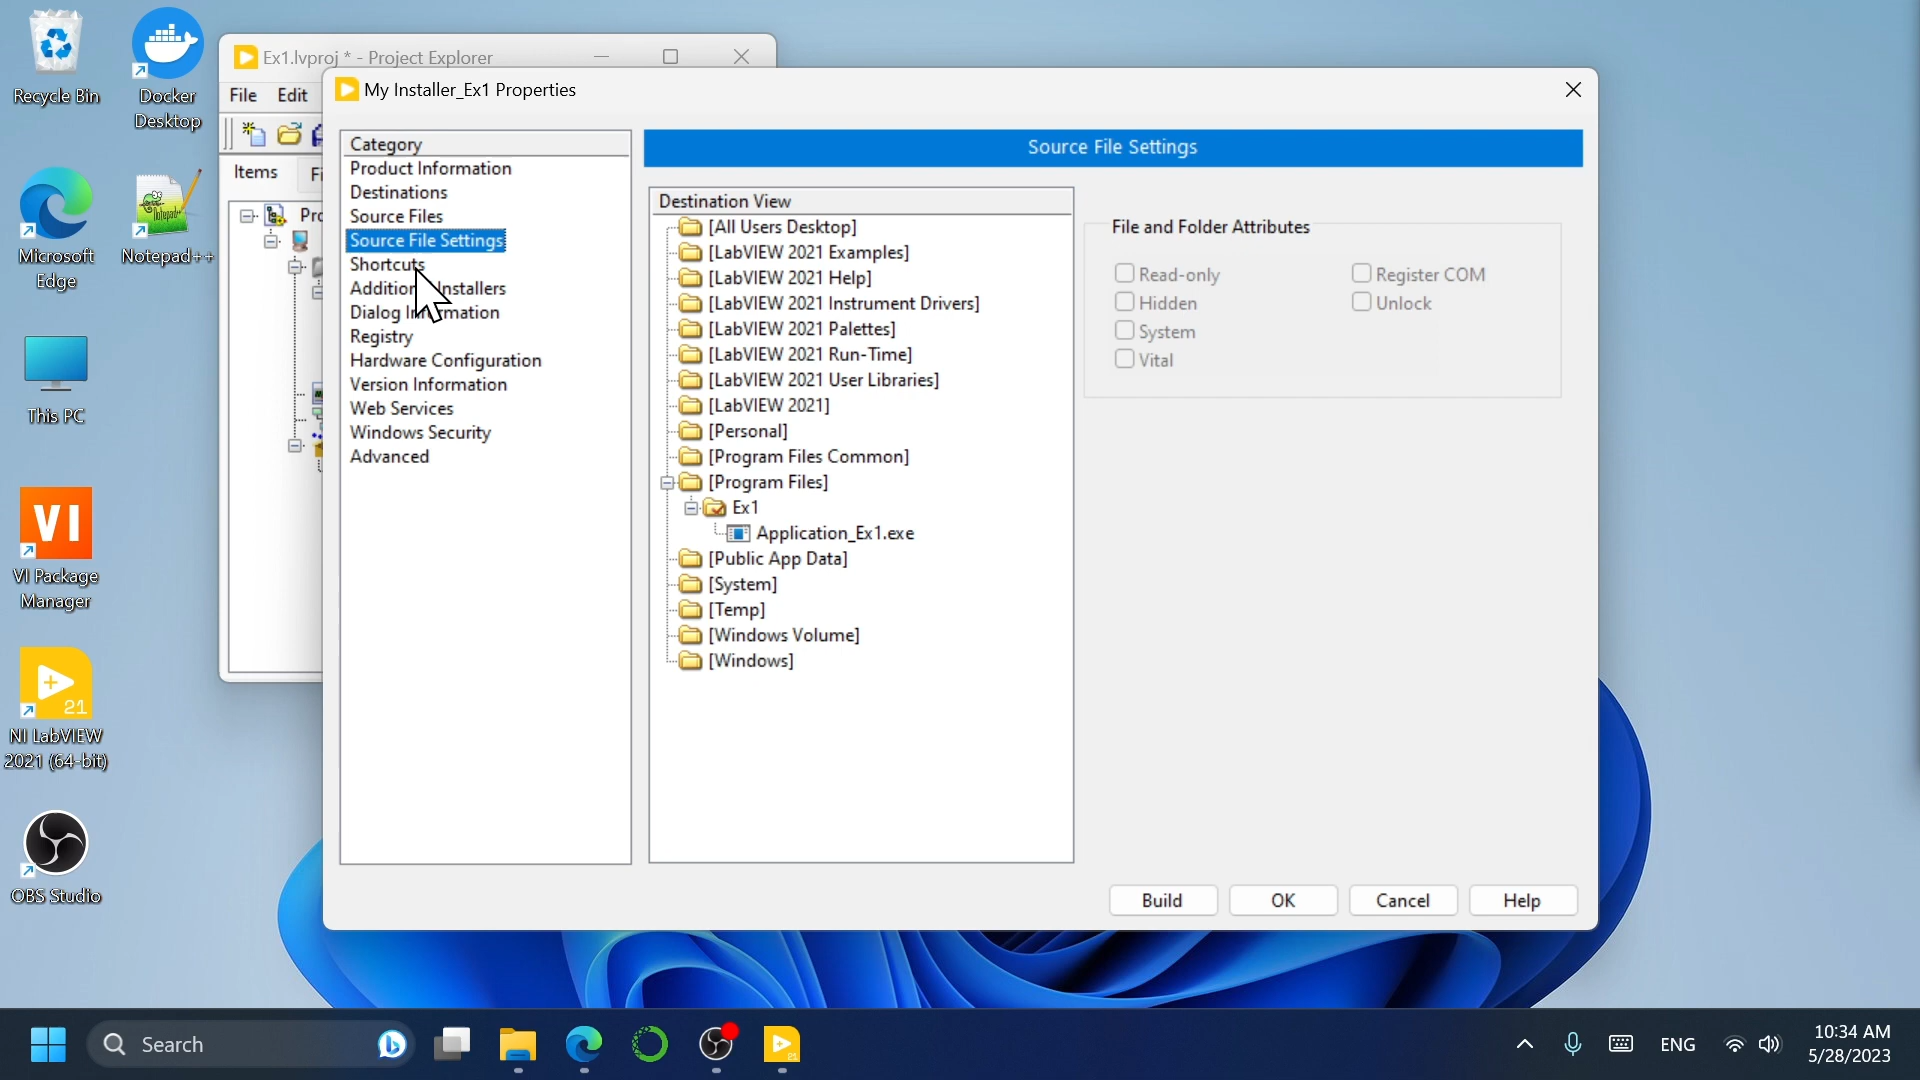 Recycle Bin
Docker
Desktop
Microsoft
Edge
Notepad++
This PC
VI
VI Package
Manager
21
NI LabVIEW
2021 (64-bit)
OBS Studio
Ex1.lvproj * - Project Explorer
File Edit
Items
My Installer_Ex1 Properties
Category
Product Information
Destinations
Source Files
Source File Settings
Shortcuts
Registry
Hardware Configuration
Version Information
Web Services
Windows Security
Advanced
Source File Settings
Destination View
[All Users Desktop]
[LabVIEW 2021 Examples]
[LabVIEW 2021 Help]
[LabVIEW 2021 Instrument Drivers]
[LabVIEW 2021 Palettes]
[LabVIEW 2021 Run-Time]
[LabVIEW 2021 User Libraries]
[LabVIEW 2021]
[Personal]
[Program Files Common]
[Program Files]
Ex1
Application_Ex1.exe
[Public App Data]
[System]
[Temp]
[Windows Volume]
[Windows]
File and Folder Attributes
Read-only
Register COM
Hidden
Unlock
System
Vital
Build
OK
Cancel
Help
Search
ENG
10:34 AM
5/28/2023